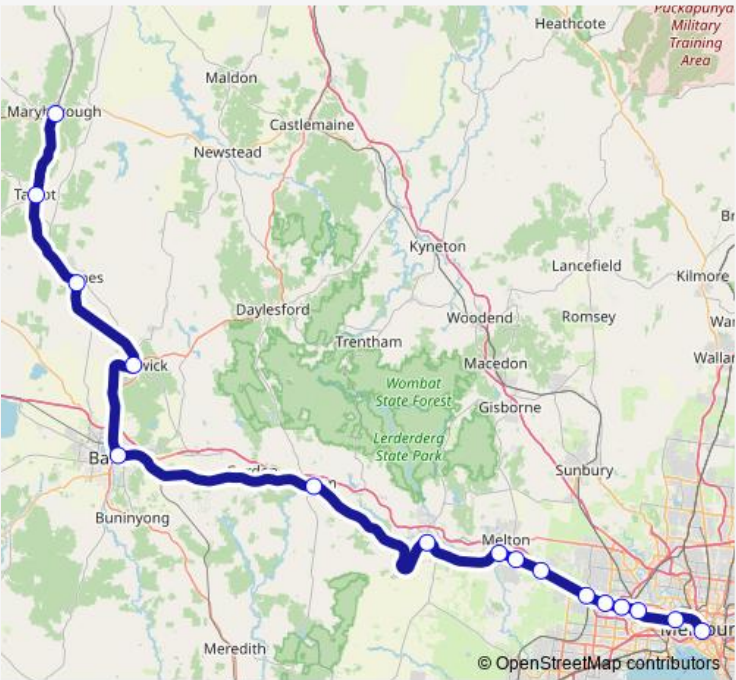 Puckapunyal
Military
Training
Area
Heathcote
Maldon
Castlemaine
Newstead
Kyneton
Lancefield
Kilmore
Daylesford
Woodend
Romsey
Trentham
Macedon
Wombat
State Forest
Gisborne
Lerderderg
State Park
Sunbury
Buninyong
Melton
Meredith
© OpenStreetMap contributors